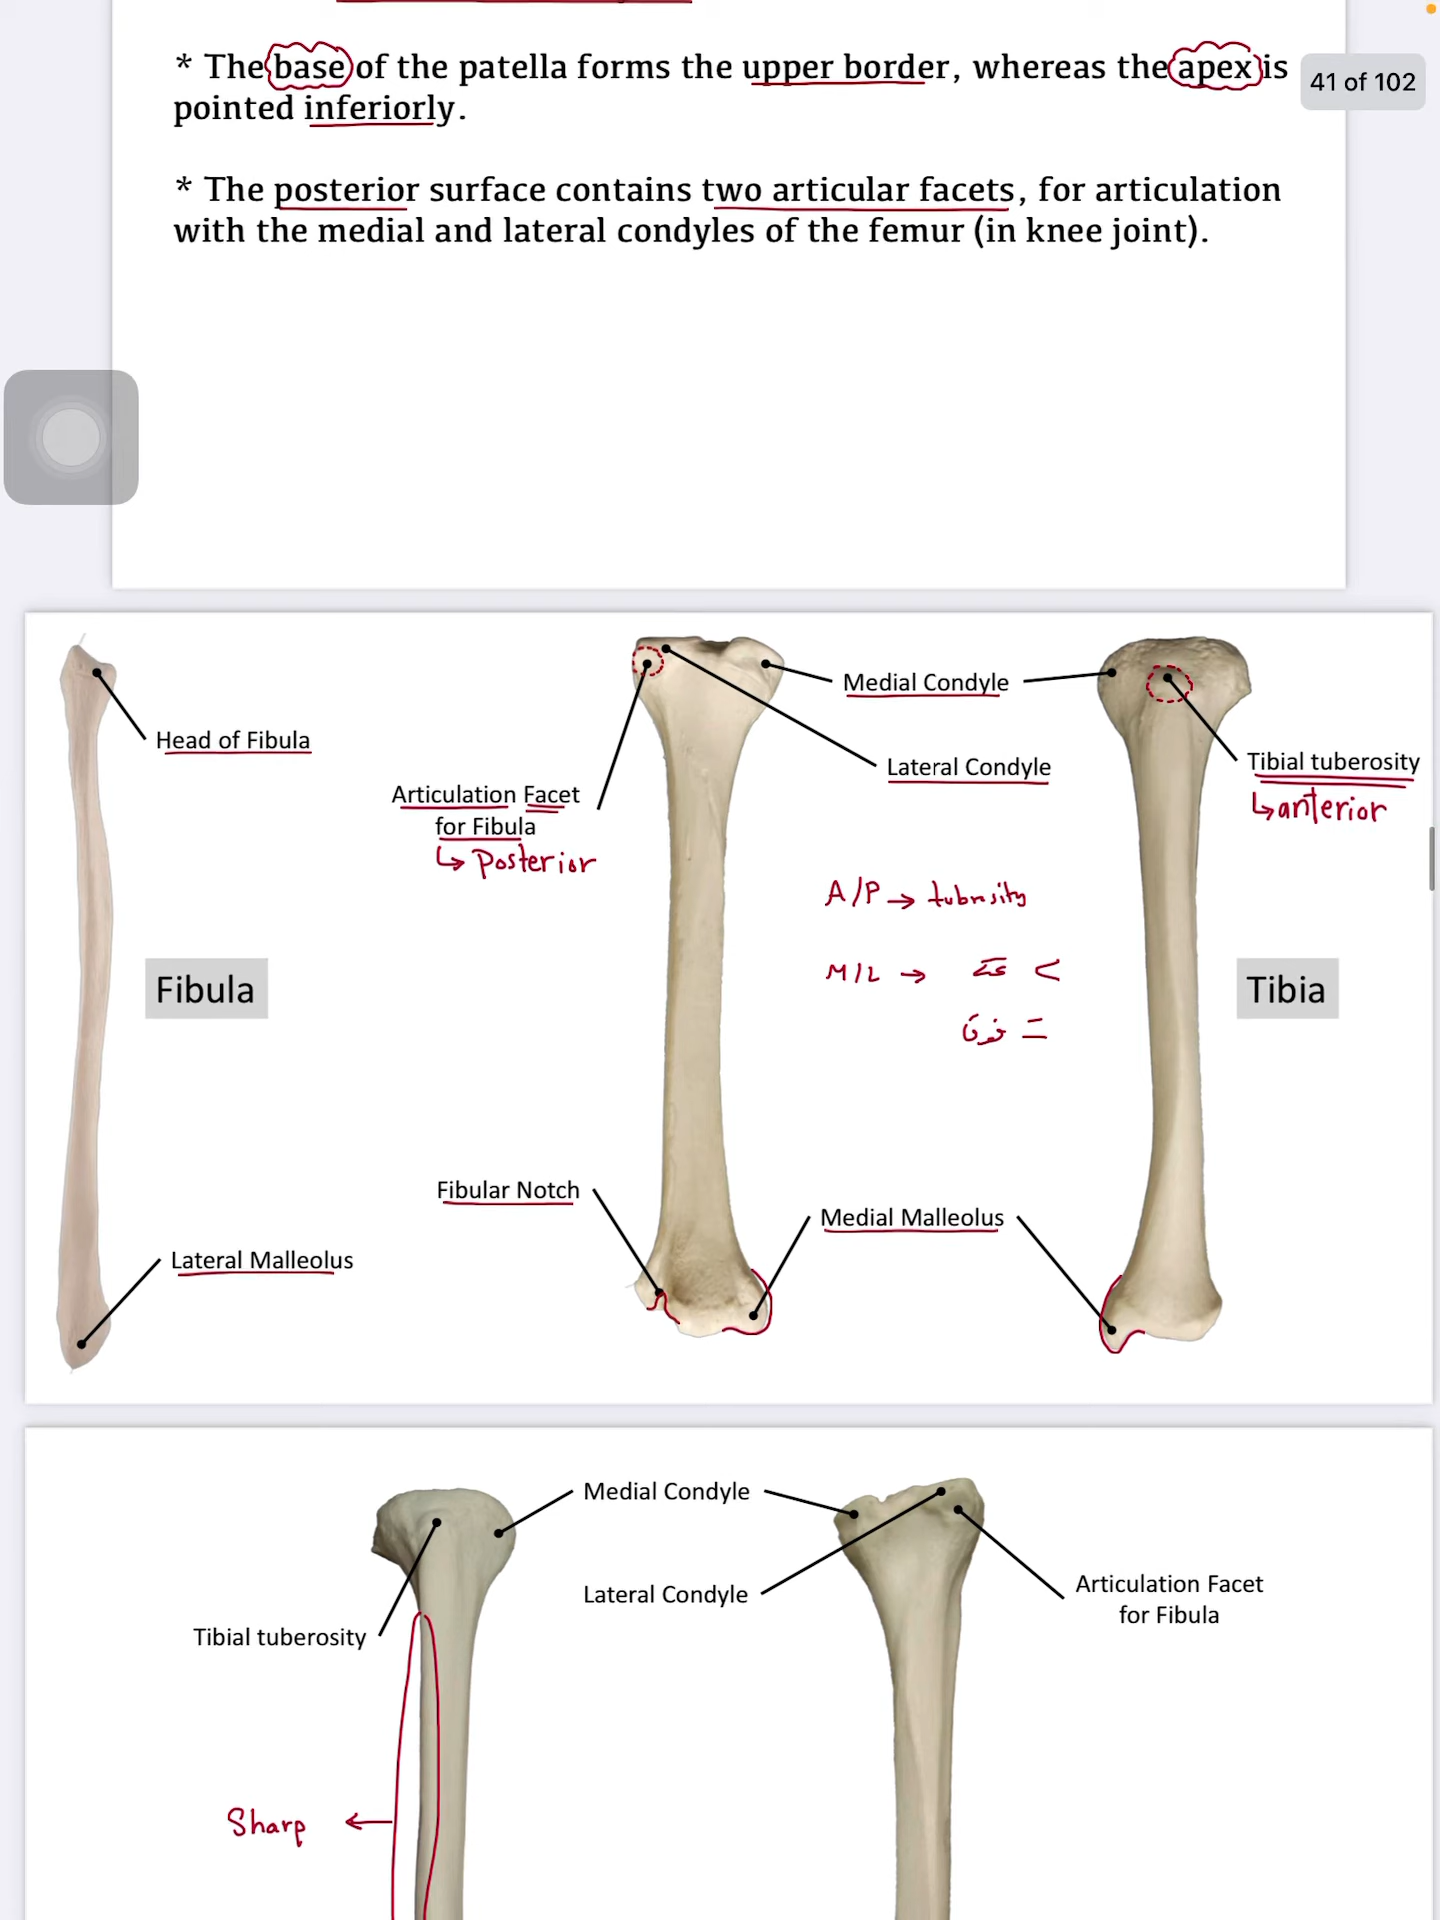 * The base of the patella forms the upper border, whereas the apex is
pointed inferiorly.
41 of 102
* The posterior surface contains two articular facets, for articulation
with the medial and lateral condyles of the femur (in knee joint).
Head of Fibula
Medial Condyle
Lateral Condyle
Tibial tuberosity
↳ anterior
Articulation Facet
for Fibula
↳ Posterior
A/P → tubrosity
M/L →
فوق =
Fibula
Tibia
Fibular Notch
Medial Malleolus
Lateral Malleolus
Medial Condyle
Lateral Condyle
Articulation Facet
for Fibula
Tibial tuberosity
Sharp ←